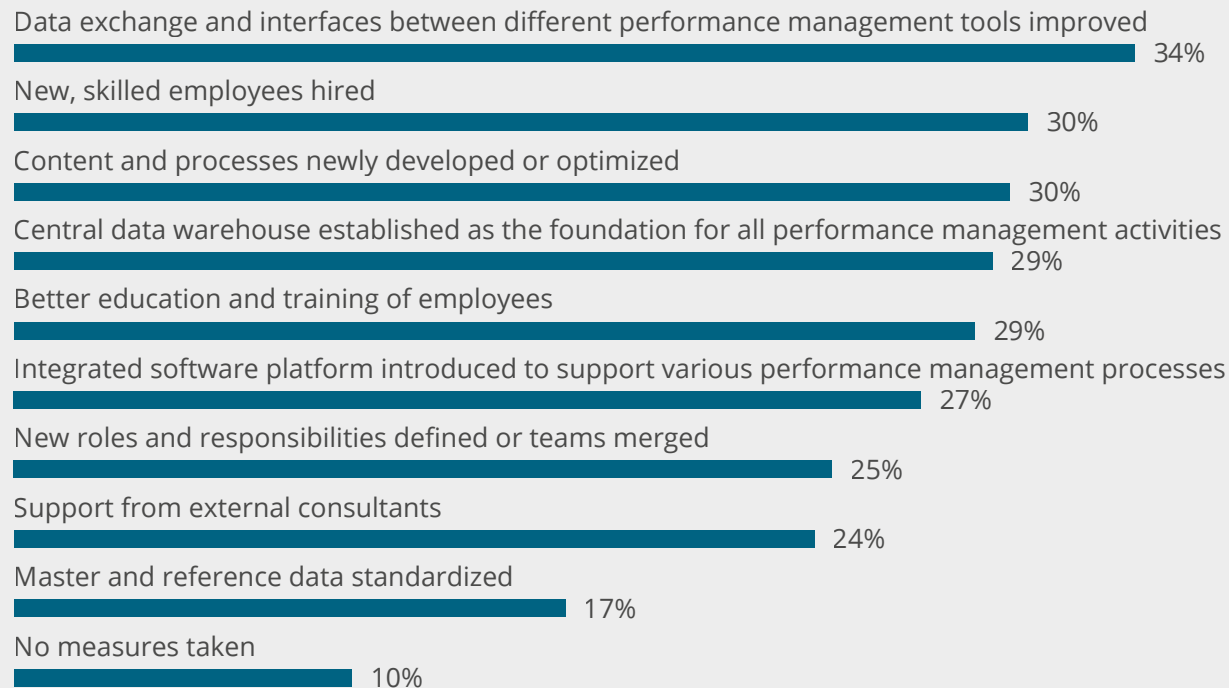 Data exchange and interfaces between different performance management tools improved
34%
New, skilled employees hired
30%
Content and processes newly developed or optimized
30%
Central data warehouse established as the foundation for all performance management activities
29%
Better education and training of employees
29%
Integrated software platform introduced to support various performance management processes
27%
New roles and responsibilities defined or teams merged
25%
Support from external consultants
24%
Master and reference data standardized
17%
No measures taken
10%